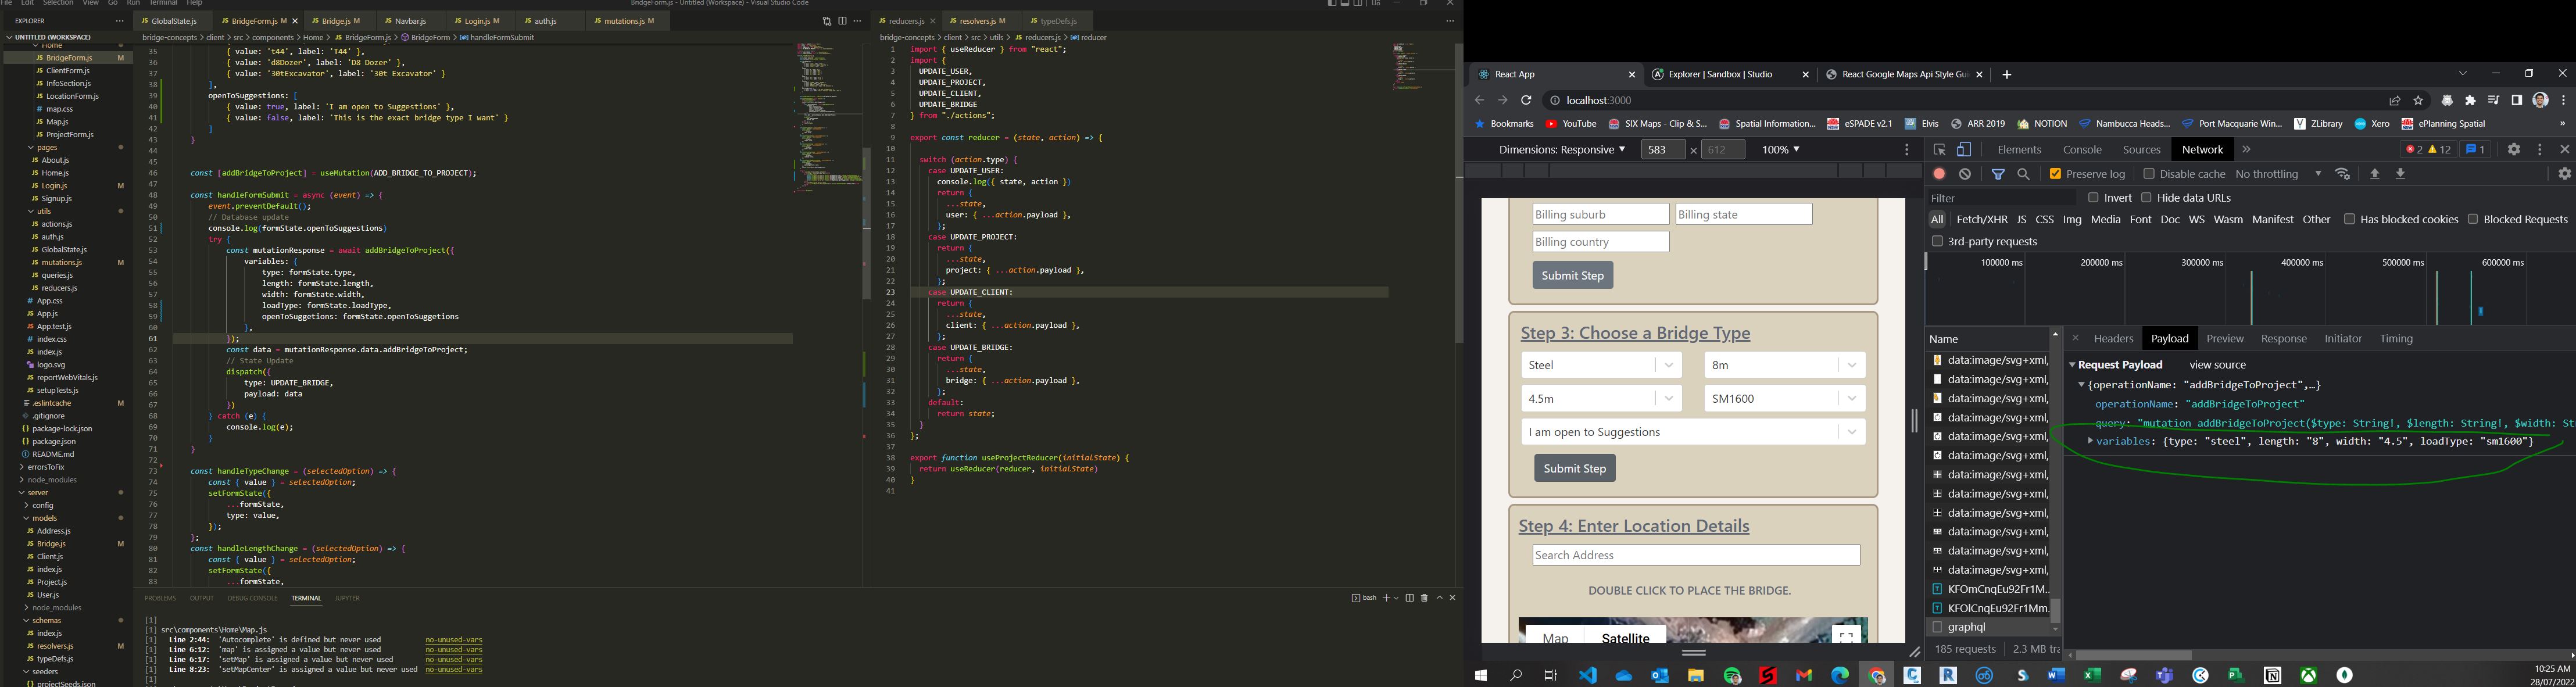 File Edit Selection View Go Run Terminal Help
BridgeForm.js - Untitled (Workspace) - Visual Studio Code
EXPLORER
UNTITLED (WORKSPACE)
Home
BridgeForm.js M
ClientForm.js
InfoSection.js
LocationForm.js
map.css
Map.js
ProjectForm.js
pages
About.js
Home.js
Login.js M
Signup.js
utils
actions.js
auth.js
GlobalState.js
mutations.js M
queries.js
reducers.js
App.css
App.js
App.test.js
index.css
index.js
logo.svg
reportWebVitals.js
setupTests.js
.eslintcache M
.gitignore
package-lock.json
package.json
README.md
errorsToFix
node_modules
server
config
models
Address.js
Bridge.js M
Client.js
index.js
Project.js
User.js
node_modules
schemas
index.js
resolvers.js M
typeDefs.js
seeders
projectSeeds.json
GlobalState.js
BridgeForm.js M
Bridge.js M
Navbar.js
Login.js M
auth.js
mutations.js M
bridge-concepts > client > src > components > Home > BridgeForm.js > BridgeForm > handleFormSubmit
35 { value: 't44', label: 'T44' },
36 { value: 'd8Dozer', label: 'D8 Dozer' },
37 { value: '30tExcavator', label: '30t Excavator' }
38 ],
39 openToSuggestions: [
40 { value: true, label: 'I am open to Suggestions' },
41 { value: false, label: 'This is the exact bridge type I want' }
42 ]
43 }
44
45
46 const [addBridgeToProject] = useMutation(ADD_BRIDGE_TO_PROJECT);
47
48 const handleFormSubmit = async (event) => {
49 event.preventDefault();
50 // Database update
51 console.log(formState.openToSuggestions)
52 try {
53 const mutationResponse = await addBridgeToProject({
54 variables: {
55 type: formState.type,
56 length: formState.length,
57 width: formState.width,
58 loadType: formState.loadType,
59 openToSuggetions: formState.openToSuggetions
60 },
61 });
62 const data = mutationResponse.data.addBridgeToProject;
63 // State Update
64 dispatch({
65 type: UPDATE_BRIDGE,
66 payload: data
67 })
68 } catch (e) {
69 console.log(e);
70 }
71 }
72
73 const handleTypeChange = (selectedOption) => {
74 const { value } = selectedOption;
75 setFormState({
76 ...formState,
77 type: value,
78 });
79 };
80 const handleLengthChange = (selectedOption) => {
81 const { value } = selectedOption;
82 setFormState({
83 ...formState,
reducers.js
resolvers.js M
typeDefs.js
bridge-concepts > client > src > utils > reducers.js > reducer
1 import { useReducer } from "react";
2 import {
3 UPDATE_USER,
4 UPDATE_PROJECT,
5 UPDATE_CLIENT,
6 UPDATE_BRIDGE
7 } from "./actions";
8
9 export const reducer = (state, action) => {
10
11 switch (action.type) {
12 case UPDATE_USER:
13 console.log({ state, action })
14 return {
15 ...state,
16 user: { ...action.payload },
17 };
18 case UPDATE_PROJECT:
19 return {
20 ...state,
21 project: { ...action.payload },
22 };
23 case UPDATE_CLIENT:
24 return {
25 ...state,
26 client: { ...action.payload },
27 };
28 case UPDATE_BRIDGE:
29 return {
30 ...state,
31 bridge: { ...action.payload },
32 };
33 default:
34 return state;
35 }
36 };
37
38 export function useProjectReducer(initialState) {
39 return useReducer(reducer, initialState)
40 }
41
PROBLEMS OUTPUT DEBUG CONSOLE TERMINAL JUPYTER
bash
[1]
[1] src\components\Home\Map.js
[1] Line 2:44: 'Autocomplete' is defined but never used no-unused-vars
[1] Line 6:12: 'map' is assigned a value but never used no-unused-vars
[1] Line 6:17: 'setMap' is assigned a value but never used no-unused-vars
[1] Line 8:23: 'setMapCenter' is assigned a value but never used no-unused-vars
[1]
React App
Explorer | Sandbox | Studio
React Google Maps Api Style Gui
localhost:3000
Bookmarks YouTube SIX Maps - Clip & S... Spatial Information... eSPADE v2.1 Elvis ARR 2019 NOTION Nambucca Heads... Port Macquarie Win... ZLibrary Xero ePlanning Spatial »
Dimensions: Responsive 583 × 612 100%
Billing suburb
Billing state
Billing country
Submit Step
Step 3: Choose a Bridge Type
Steel
8m
4.5m
SM1600
I am open to Suggestions
Submit Step
Step 4: Enter Location Details
Search Address
DOUBLE CLICK TO PLACE THE BRIDGE.
Map Satellite
Elements Console Sources Network » 2 12 1
Preserve log Disable cache No throttling
Filter Invert Hide data URLs
All Fetch/XHR JS CSS Img Media Font Doc WS Wasm Manifest Other Has blocked cookies Blocked Requests
3rd-party requests
100000 ms 200000 ms 300000 ms 400000 ms 500000 ms 600000 ms
Name
data:image/svg+xml,
data:image/svg+xml,
data:image/svg+xml,
data:image/svg+xml,
data:image/svg+xml,
data:image/svg+xml,
data:image/svg+xml,
data:image/svg+xml,
data:image/svg+xml,
data:image/svg+xml,
data:image/svg+xml,
data:image/svg+xml,
KFOmCnqEu92Fr1M...
KFOlCnqEu92Fr1Mm...
graphql
185 requests 2.3 MB tra
Headers Payload Preview Response Initiator Timing
Request Payload view source
{operationName: "addBridgeToProject",…}
operationName: "addBridgeToProject"
query: "mutation addBridgeToProject($type: String!, $length: String!, $width: St
variables: {type: "steel", length: "8", width: "4.5", loadType: "sm1600"}
10:25 AM
28/07/2022